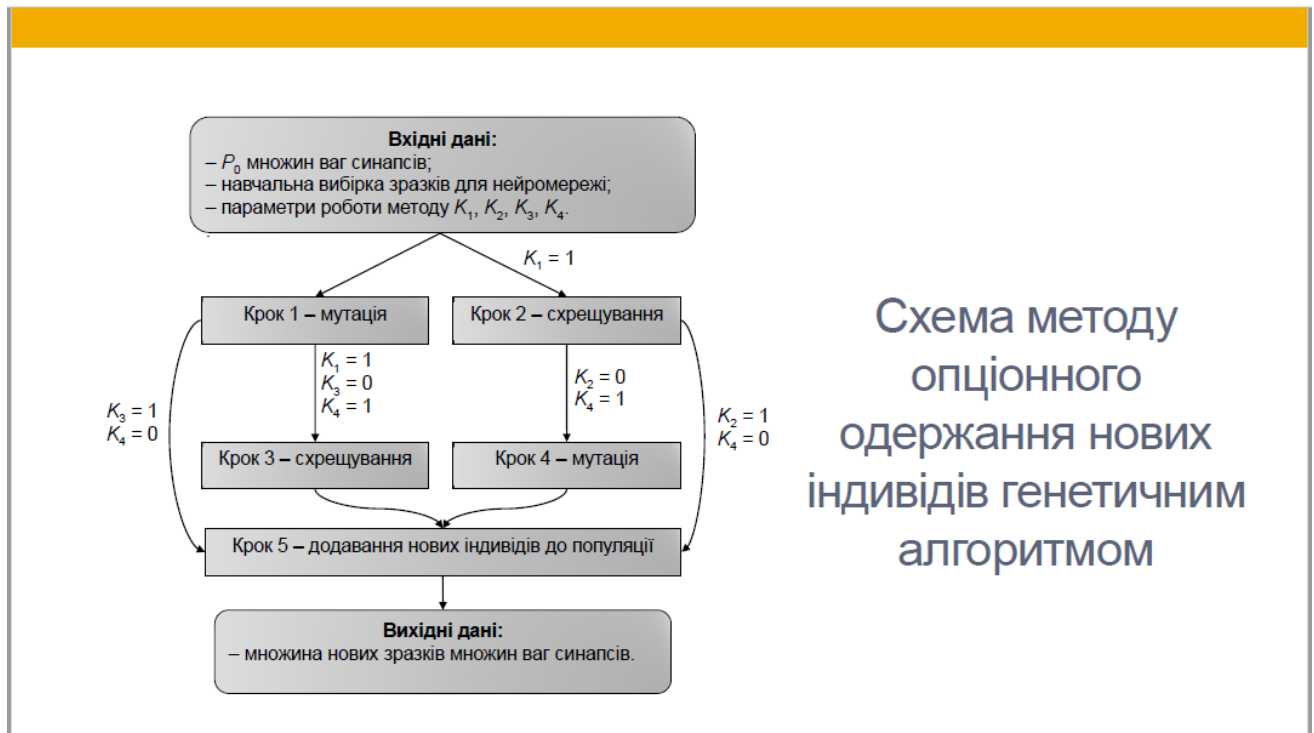 Вхідні дані:
– P₀ множин ваг синапсів;
– навчальна вибірка зразків для нейромережі;
– параметри роботи методу K₁, K₂, K₃, K₄.
K₁ = 1
Крок 1 – мутація
Крок 2 – схрещування
K₁ = 1
K₃ = 0
K₄ = 1
K₂ = 0
K₄ = 1
K₃ = 1
K₄ = 0
K₂ = 1
K₄ = 0
Крок 3 – схрещування
Крок 4 – мутація
Крок 5 – додавання нових індивідів до популяції
Вихідні дані:
– множина нових зразків множин ваг синапсів.
Схема методу
опціонного
одержання нових
індивідів генетичним
алгоритмом